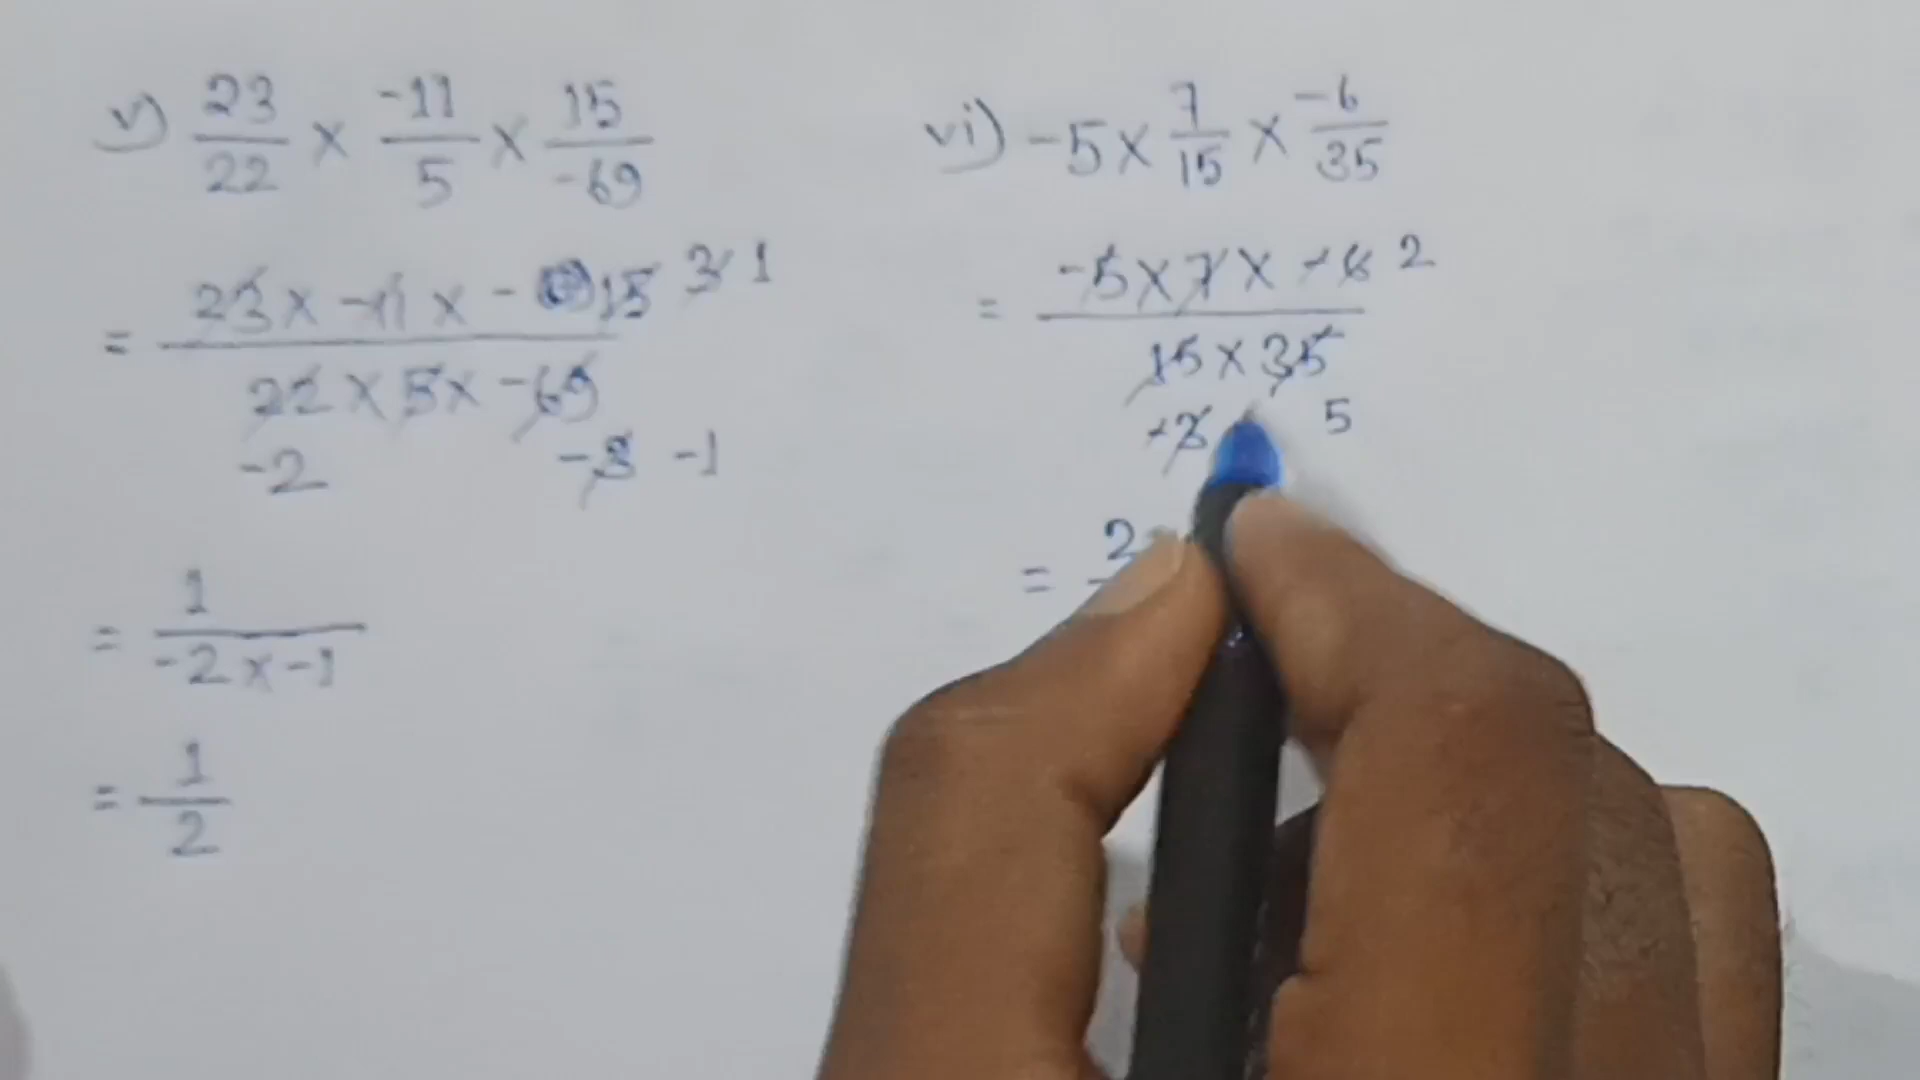 v) 23/22 × -11/5 × 15/-69
= 23 × -11 × - 15 3 1
22 × 5 × -69
-2 -3 -1
= 1/-2 × -1
= 1/2
vi) -5 × 7/15 × -6/35
= -5 × 7 × -6 2
15 × 35
-3 5
= 2